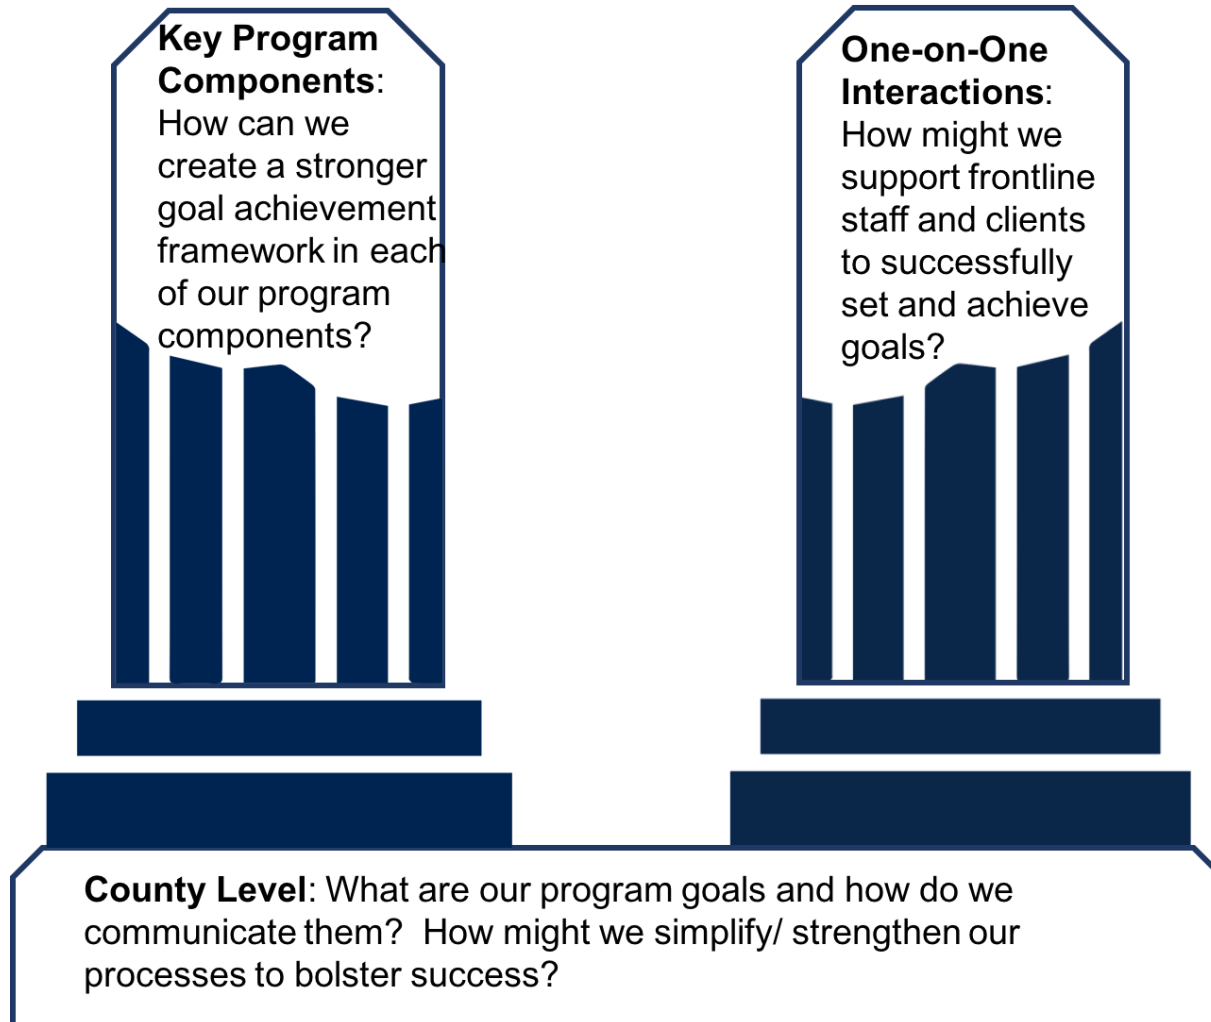 Key Program
Components:
How can we
create a stronger
goal achievement
framework in each
of our program
components?
One-on-One
Interactions:
How might we
support frontline
staff and clients
to successfully
set and achieve
goals?
County Level: What are our program goals and how do we
communicate them?  How might we simplify/ strengthen our
processes to bolster success?